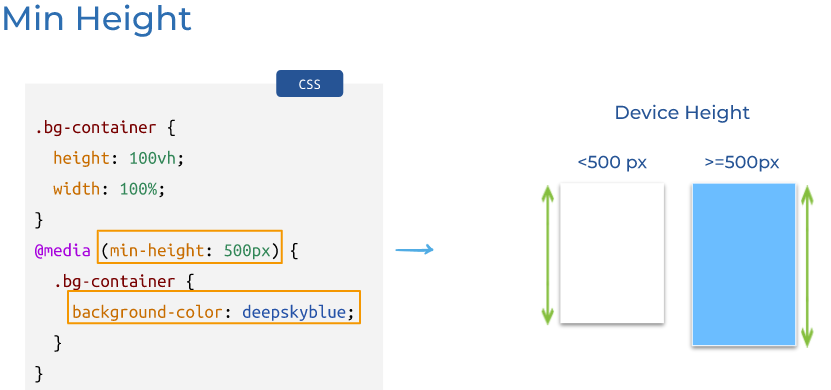 Min Height
CSS
.bg-container {
height: 100vh;
width: 100%;
}
@media (min-height: 500px) {
.bg-container {
background-color: deepskyblue;
}
}
Device Height
<500 px
>=500px